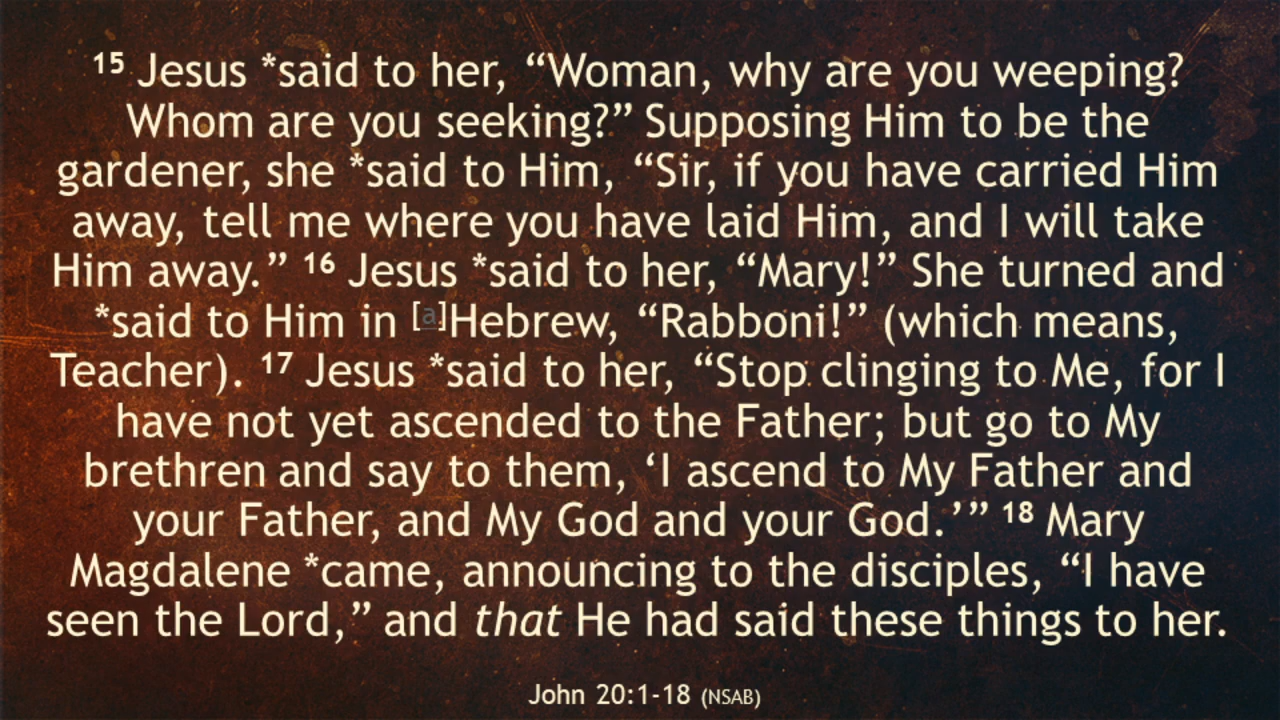 15 Jesus *said to her, “Woman, why are you weeping?
Whom are you seeking?” Supposing Him to be the
gardener, she *said to Him, “Sir, if you have carried Him
away, tell me where you have laid Him, and I will take
Him away.” 16 Jesus *said to her, “Mary!” She turned and
*said to Him in [a]Hebrew, “Rabboni!” (which means,
Teacher). 17 Jesus *said to her, “Stop clinging to Me, for I
have not yet ascended to the Father; but go to My
brethren and say to them, ‘I ascend to My Father and
your Father, and My God and your God.’” 18 Mary
Magdalene *came, announcing to the disciples, “I have
seen the Lord,” and that He had said these things to her.
John 20:1-18 (NSAB)